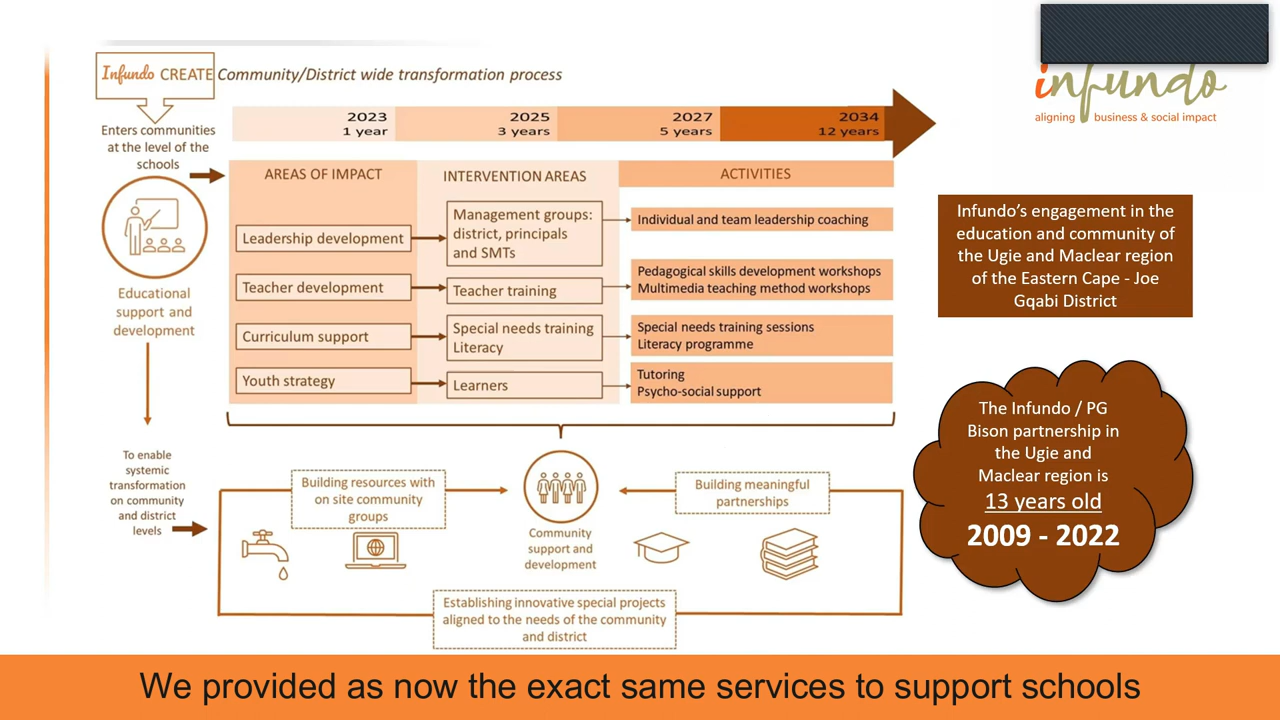 Infundo CREATE Community/District wide transformation process
infundo
aligning business & social impact
Enters communities
at the level of the
schools
2023
1 year
2025
3 years
2027
5 years
2034
12 years
AREAS OF IMPACT
INTERVENTION AREAS
ACTIVITIES
Leadership development
Management groups:
district, principals
and SMTs
Individual and team leadership coaching
Teacher development
Teacher training
Pedagogical skills development workshops
Multimedia teaching method workshops
Curriculum support
Special needs training
Literacy
Special needs training sessions
Literacy programme
Youth strategy
Learners
Tutoring
Psycho-social support
Educational
support and
development
Infundo's engagement in the
education and community of
the Ugie and Maclear region
of the Eastern Cape - Joe
Gqabi District
The Infundo / PG
Bison partnership in
the Ugie and
Maclear region is
13 years old
2009 - 2022
To enable
systemic
transformation
on community
and district
levels
Building resources with
on site community
groups
Community
support and
development
Building meaningful
partnerships
Establishing innovative special projects
aligned to the needs of the community
and district
We provided as now the exact same services to support schools